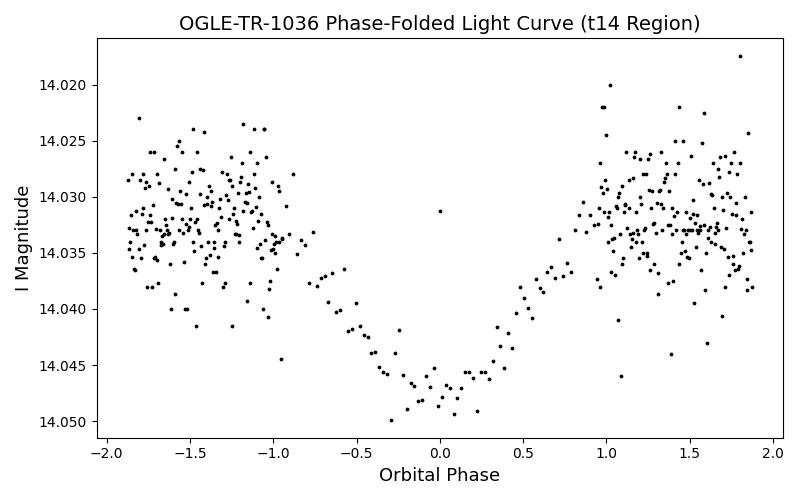 OGLE-TR-1036 Phase-Folded Light Curve (t14 Region)
I Magnitude
14.020
14.025
14.030
14.035
14.040
14.045
14.050
−2.0 −1.5 −1.0 −0.5 0.0 0.5 1.0 1.5 2.0
Orbital Phase